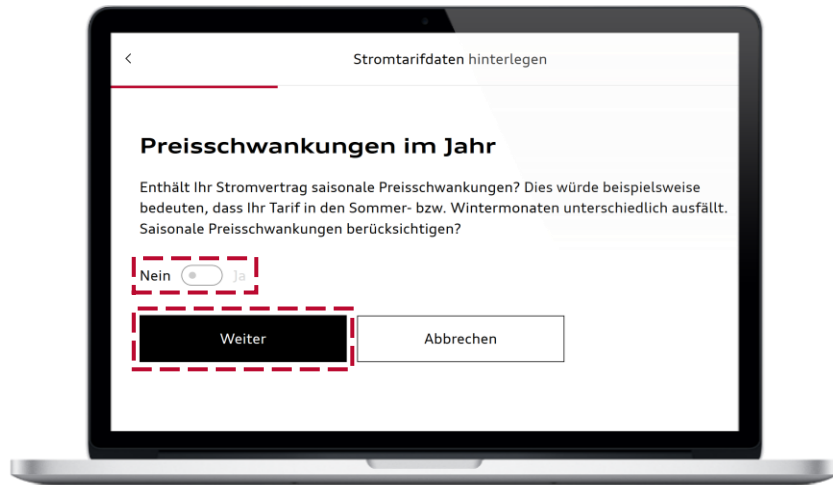 Stromtarifdaten hinterlegen
Preisschwankungen im Jahr
Enthält Ihr Stromvertrag saisonale Preisschwankungen? Dies würde beispielsweise
bedeuten, dass Ihr Tarif in den Sommer- bzw. Wintermonaten unterschiedlich ausfällt.
Saisonale Preisschwankungen berücksichtigen?
Nein Ja
Weiter Abbrechen